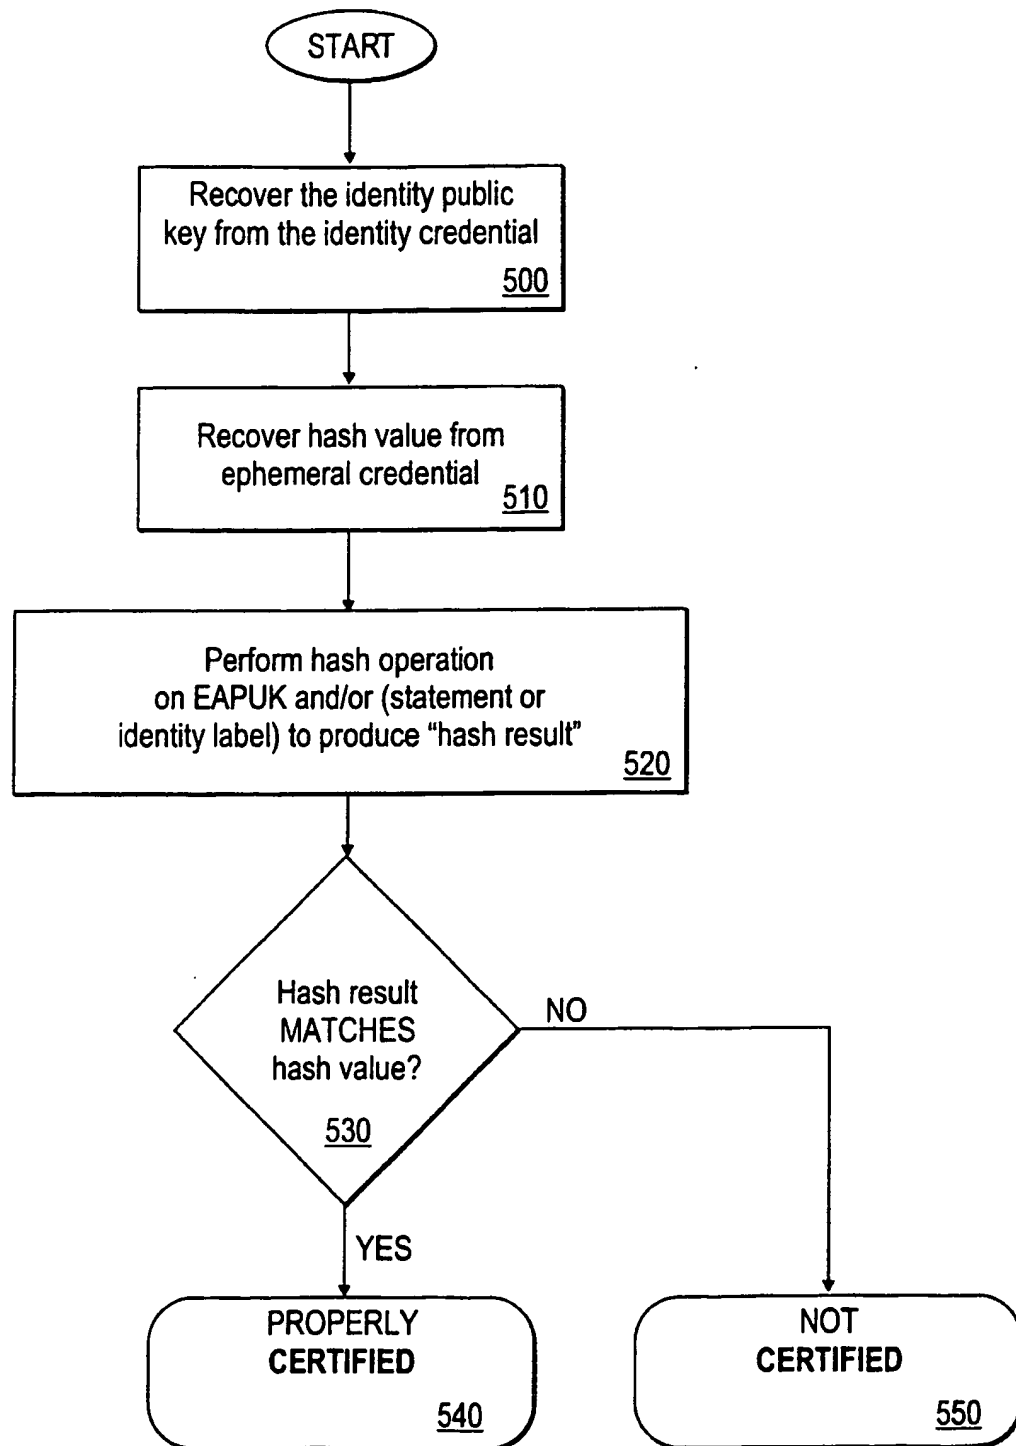 START
Recover the identity public
key from the identity credential
500
Recover hash value from
ephemeral credential
510
Perform hash operation
on EAPUK and/or (statement or
identity label) to produce “hash result”
520
Hash result
MATCHES
hash value?
530
NO
YES
PROPERLY
CERTIFIED
540
NOT
CERTIFIED
550